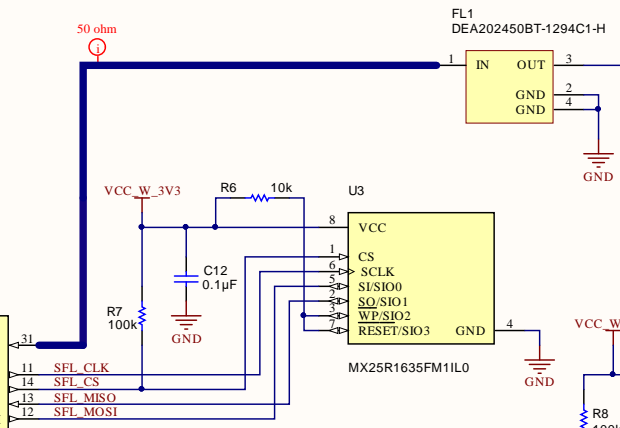 FL1
DEA202450BT-1294C1-H
50 ohm
i
1
IN
OUT
3
GND
2
GND
4
GND
VCC_W_3V3
R6
10k
U3
8
VCC
1
CS
6
SCLK
5
SI/SIO0
2
SO/SIO1
3
WP/SIO2
7
RESET/SIO3
GND
4
C12
0.1µF
R7
100k
GND
GND
MX25R1635FM1IL0
VCC_W
R8
31
11
SFL_CLK
14
SFL_CS
13
SFL_MISO
12
SFL_MOSI